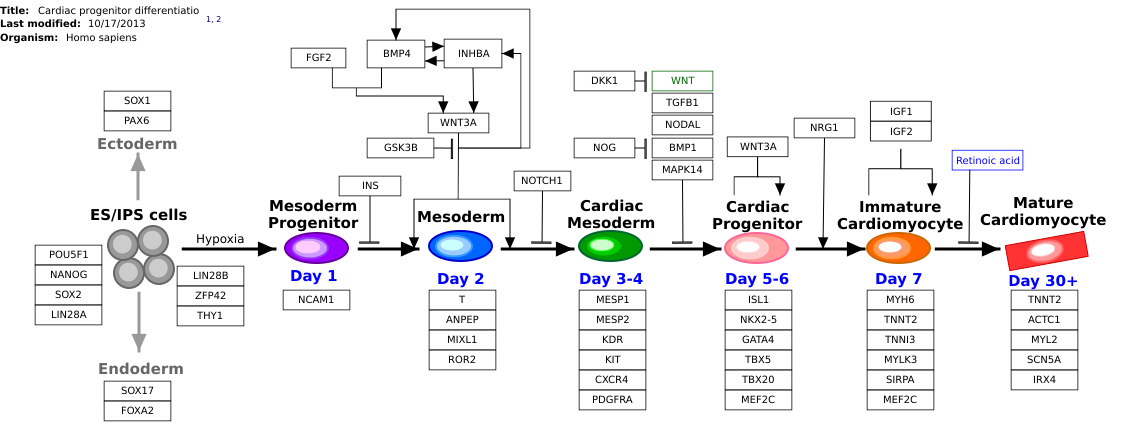 Title: Cardiac progenitor differentiatio
Last modified: 10/17/2013
1, 2
Organism: Homo sapiens
FGF2
BMP4
INHBA
WNT3A
GSK3B
INS
NOTCH1
DKK1
WNT
TGFB1
NODAL
NOG
BMP1
MAPK14
WNT3A
NRG1
IGF1
IGF2
Retinoic acid
SOX1
PAX6
Ectoderm
ES/IPS cells
POU5F1
NANOG
SOX2
LIN28A
LIN28B
ZFP42
THY1
Endoderm
SOX17
FOXA2
Hypoxia
Mesoderm
Progenitor
Day 1
NCAM1
Mesoderm
Day 2
T
ANPEP
MIXL1
ROR2
Cardiac
Mesoderm
Day 3-4
MESP1
MESP2
KDR
KIT
CXCR4
PDGFRA
Cardiac
Progenitor
Day 5-6
ISL1
NKX2-5
GATA4
TBX5
TBX20
MEF2C
Immature
Cardiomyocyte
Day 7
MYH6
TNNT2
TNNI3
MYLK3
SIRPA
MEF2C
Mature
Cardiomyocyte
Day 30+
TNNT2
ACTC1
MYL2
SCN5A
IRX4